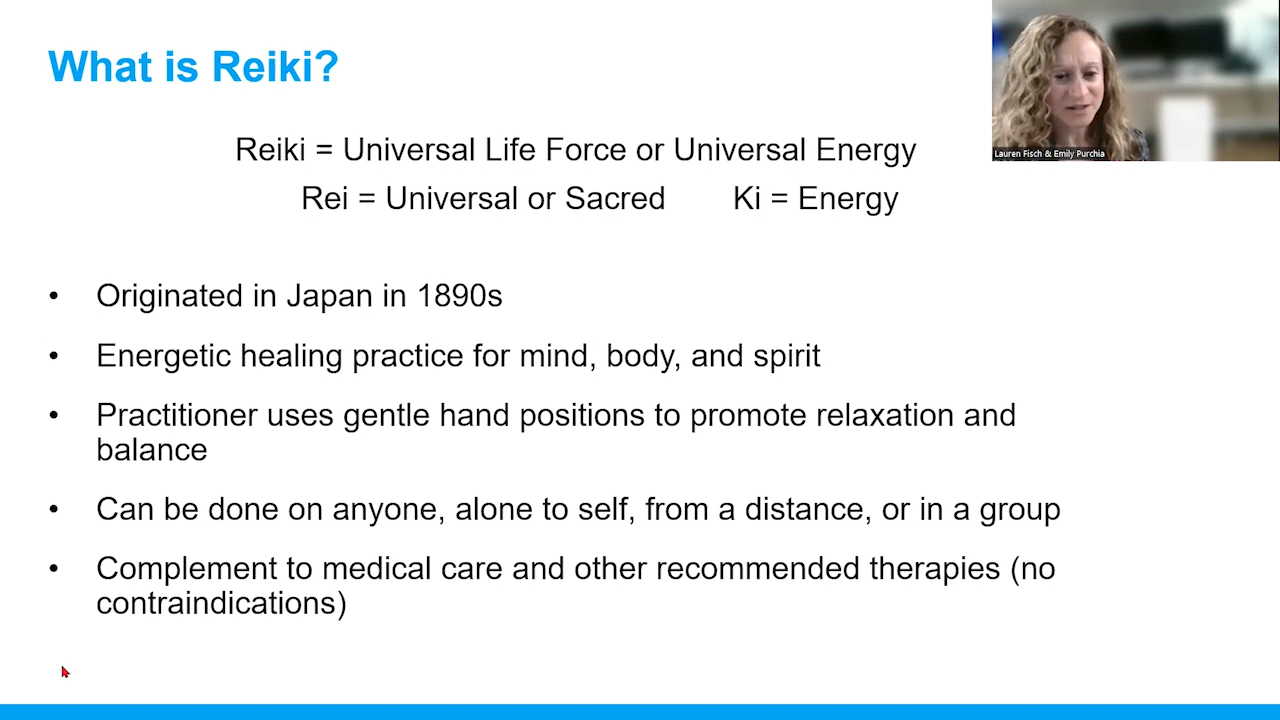 What is Reiki?
Lauren Fisch & Emily Purchia
Reiki = Universal Life Force or Universal Energy
Rei = Universal or Sacred Ki = Energy
• Originated in Japan in 1890s
• Energetic healing practice for mind, body, and spirit
• Practitioner uses gentle hand positions to promote relaxation and
balance
• Can be done on anyone, alone to self, from a distance, or in a group
• Complement to medical care and other recommended therapies (no
contraindications)